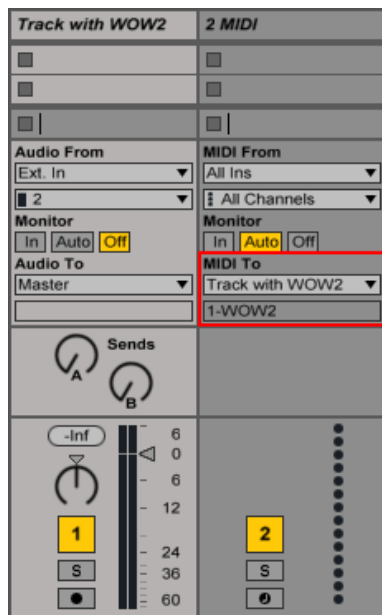 Track with WOW2
2 MIDI
Audio From
Ext. In
2
Monitor
In Auto Off
Audio To
Master
MIDI From
All Ins
All Channels
Monitor
In Auto Off
MIDI To
Track with WOW2
1-WOW2
Sends
A
B
-Inf
6
0
6
12
24
36
60
1
S
2
S